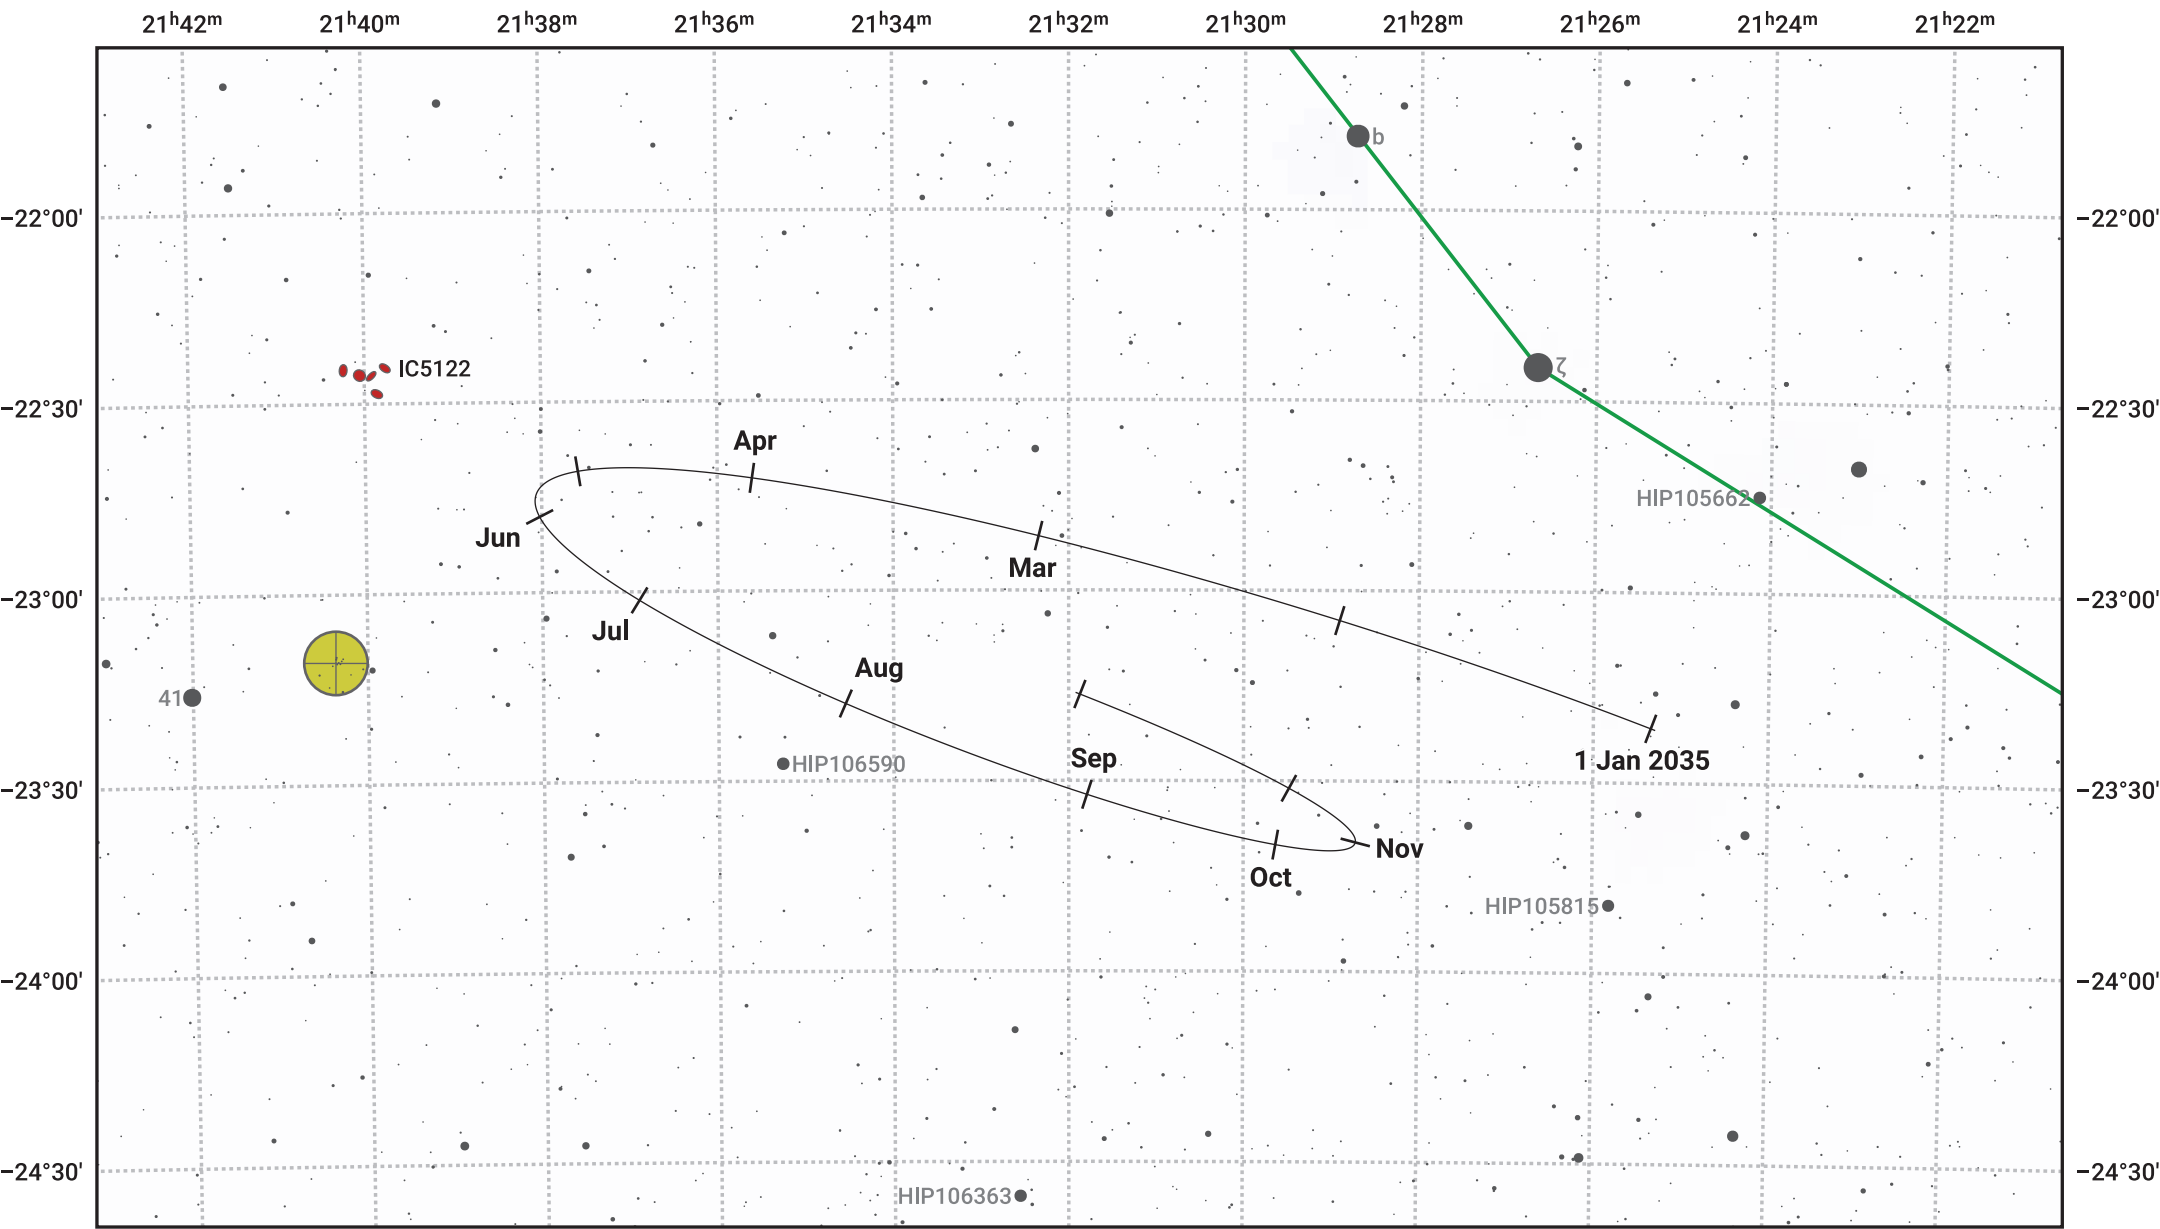 21ʰ42ᵐ 21ʰ40ᵐ 21ʰ38ᵐ 21ʰ36ᵐ 21ʰ34ᵐ 21ʰ32ᵐ 21ʰ30ᵐ 21ʰ28ᵐ 21ʰ26ᵐ 21ʰ24ᵐ 21ʰ22ᵐ
b
−22°00' −22°00'
IC5122
ζ
−22°30' −22°30'
Apr
HIP105662
Jun
Mar
−23°00' −23°00'
Jul
Aug
41
Sep
1 Jan 2035
HIP106590
−23°30' −23°30'
Nov
Oct
HIP105815
−24°00' −24°00'
−24°30' −24°30'
HIP106363